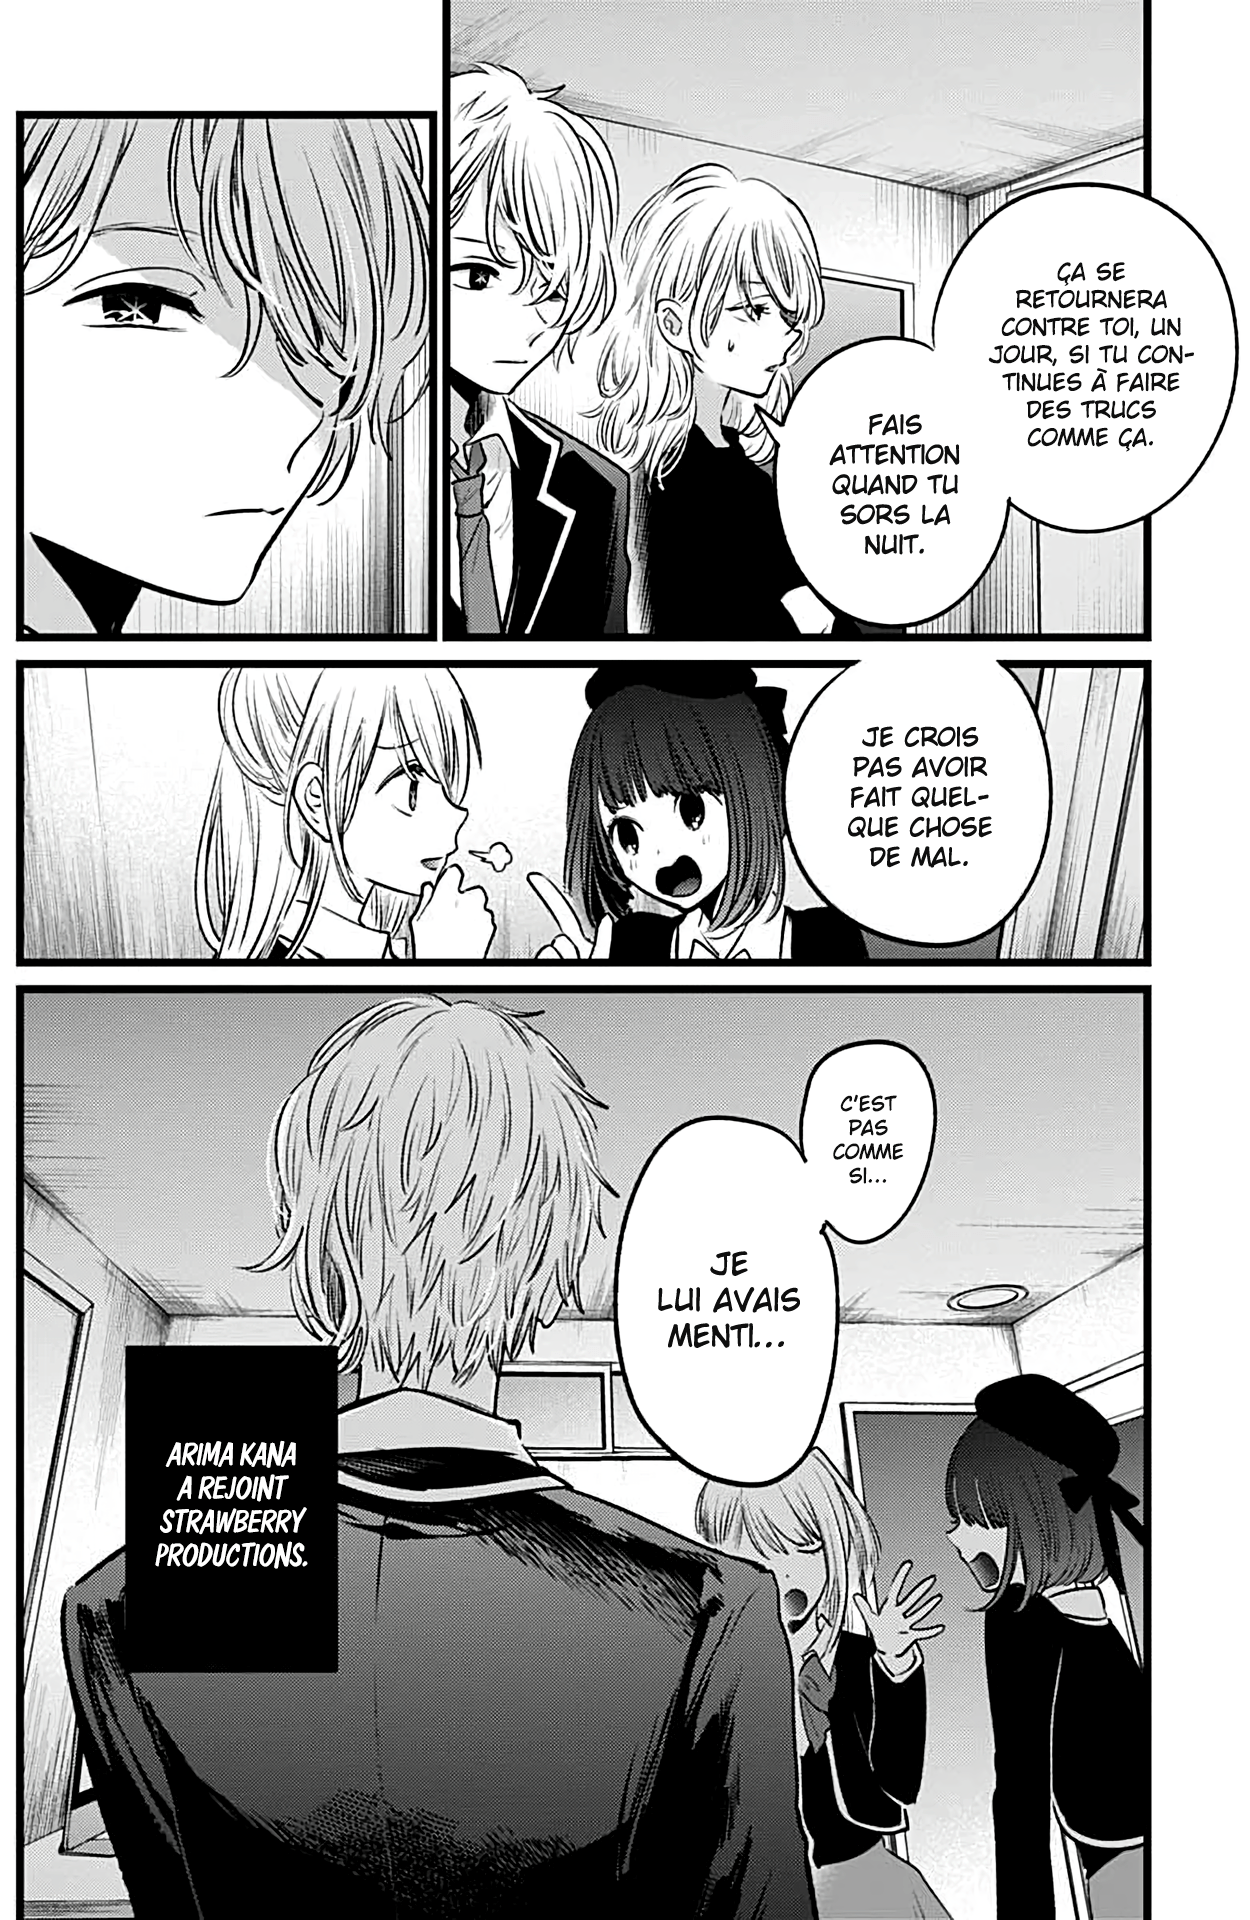 ÇA SE
RETOURNERA
CONTRE TOI, UN
JOUR, SI TU CON-
TINUES À FAIRE
DES TRUCS
COMME ÇA.
FAIS
ATTENTION
QUAND TU
SORS LA
NUIT.
JE CROIS
PAS AVOIR
FAIT QUEL-
QUE CHOSE
DE MAL.
C'EST
PAS
COMME
SI...
JE
LUI AVAIS
MENTI...
ARIMA KANA
A REJOINT
STRAWBERRY
PRODUCTIONS.